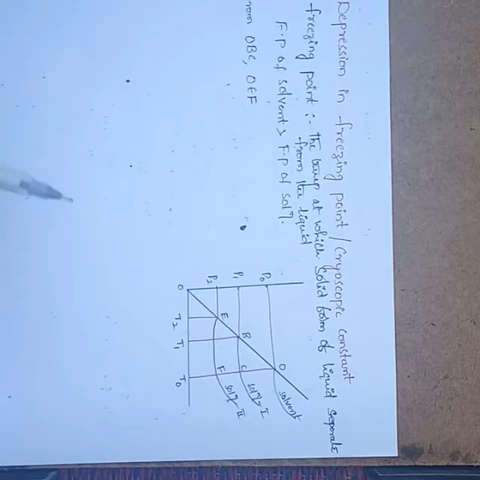 Depression in freezing point / Cryoscopic constant
freezing point :- The temp at which solid form of liquid separate
from the liquid
F.p of solvent > F.p of solⁿ.
from OBC, OEF
P₀
P₁
P₂
O
T₂
T₁
T₀
E
B
O
F
C
solvent
solⁿ I
solⁿ II